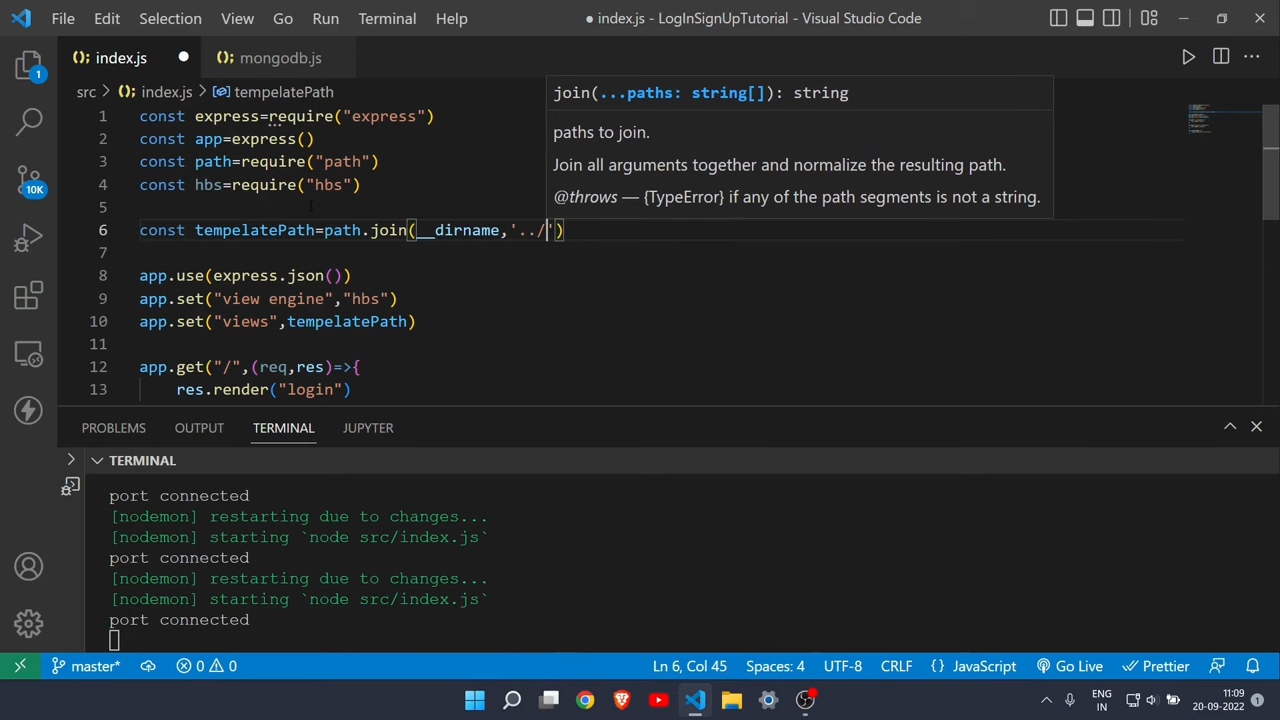 File Edit Selection View Go Run Terminal Help
● index.js - LogInSignUpTutorial - Visual Studio Code
index.js ●
mongodb.js
src > index.js > tempelatePath
1 const express=require("express")
2 const app=express()
3 const path=require("path")
4 const hbs=require("hbs")
5
6 const tempelatePath=path.join(__dirname,'../')
7
8 app.use(express.json())
9 app.set("view engine","hbs")
10 app.set("views",tempelatePath)
11
12 app.get("/",(req,res)=>{
13 res.render("login")
join(...paths: string[]): string
paths to join.
Join all arguments together and normalize the resulting path.
@throws — {TypeError} if any of the path segments is not a string.
1
10K
PROBLEMS OUTPUT TERMINAL JUPYTER
TERMINAL
port connected
[nodemon] restarting due to changes...
[nodemon] starting `node src/index.js`
port connected
[nodemon] restarting due to changes...
[nodemon] starting `node src/index.js`
port connected
master* 0 0 Ln 6, Col 45 Spaces: 4 UTF-8 CRLF {} JavaScript Go Live Prettier
ENG
IN
11:09
20-09-2022
1